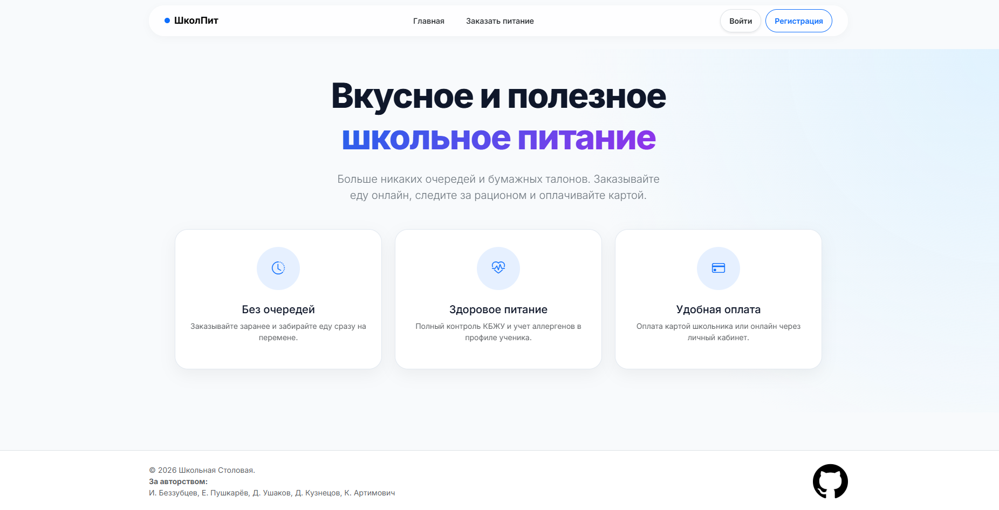 ШколПит
Главная
Заказать питание
Войти
Регистрация
Вкусное и полезное
школьное питание
Больше никаких очередей и бумажных талонов. Заказывайте
еду онлайн, следите за рационом и оплачивайте картой.
Без очередей
Заказывайте заранее и забирайте еду сразу на
перемене.
Здоровое питание
Полный контроль КБЖУ и учет аллергенов в
профиле ученика.
Удобная оплата
Оплата картой школьника или онлайн через
личный кабинет.
© 2026 Школьная Столовая.
За авторством:
И. Беззубцев, Е. Пушкарёв, Д. Ушаков, Д. Кузнецов, К. Артимович